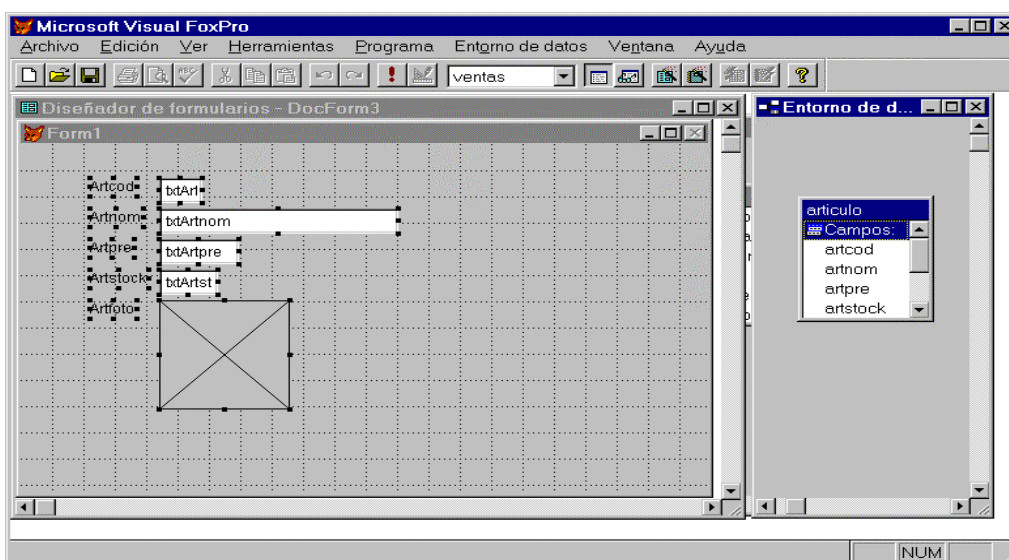 Microsoft Visual FoxPro
Archivo Edición Ver Herramientas Programa Entorno de datos Ventana Ayuda
ventas
Diseñador de formularios - DocForm3
Form1
Artcod txtArt
Artnom txtArtnom
Artpre txtArtpre
Artstock txtArtst
Artfoto
Entorno de d...
articulo
Campos:
artcod
artnom
artpre
artstock
NUM